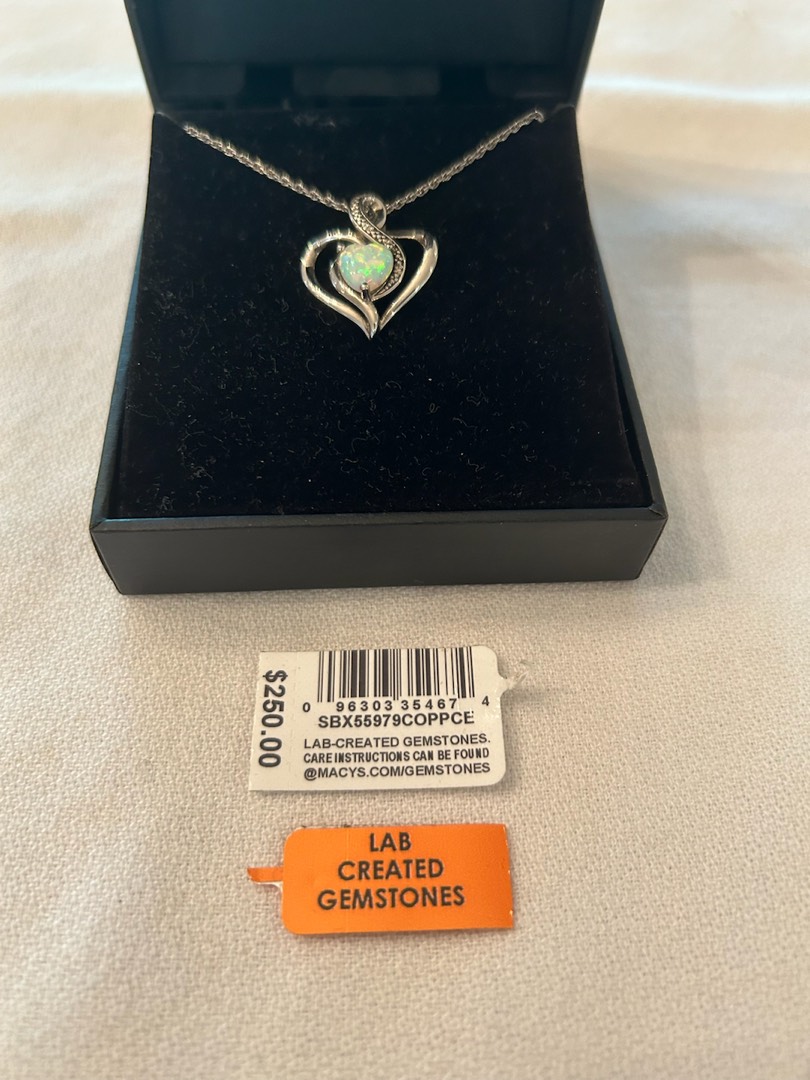 $250.00
0 96303 35467 4
SBX55979COPPCE
LAB-CREATED GEMSTONES.
CARE INSTRUCTIONS CAN BE FOUND
@MACYS.COM/GEMSTONES
LAB
CREATED
GEMSTONES